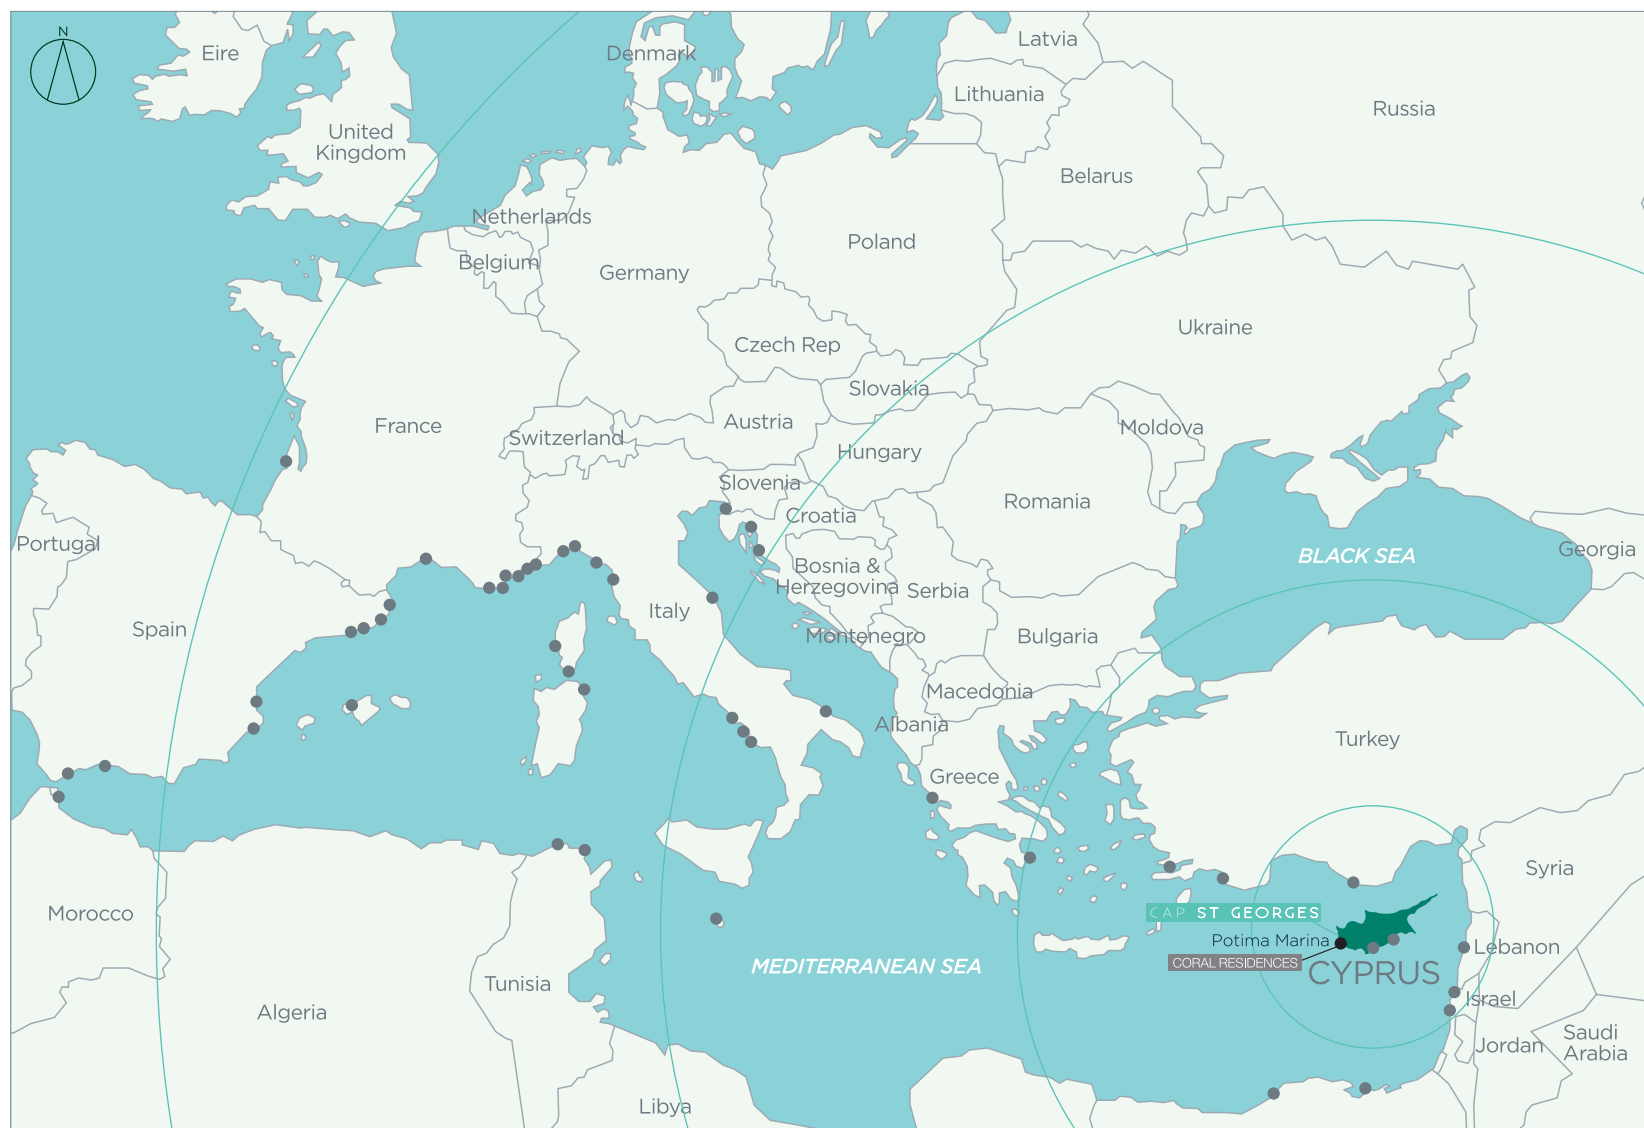 N
Eire
Denmark
Latvia
Lithuania
Russia
United
Kingdom
Belarus
Netherlands
Poland
Belgium
Germany
Ukraine
Czech Rep
Slovakia
France
Switzerland
Austria
Moldova
Hungary
Slovenia
Romania
Croatia
Portugal
BLACK SEA
Georgia
Bosnia &
Herzegovina
Serbia
Italy
Spain
Montenegro
Bulgaria
Macedonia
Albania
Turkey
Greece
Syria
Morocco
CAP ST GEORGES
Potima Marina
Lebanon
CORAL RESIDENCES
CYPRUS
MEDITERRANEAN SEA
Tunisia
Israel
Algeria
Jordan
Saudi
Arabia
Libya